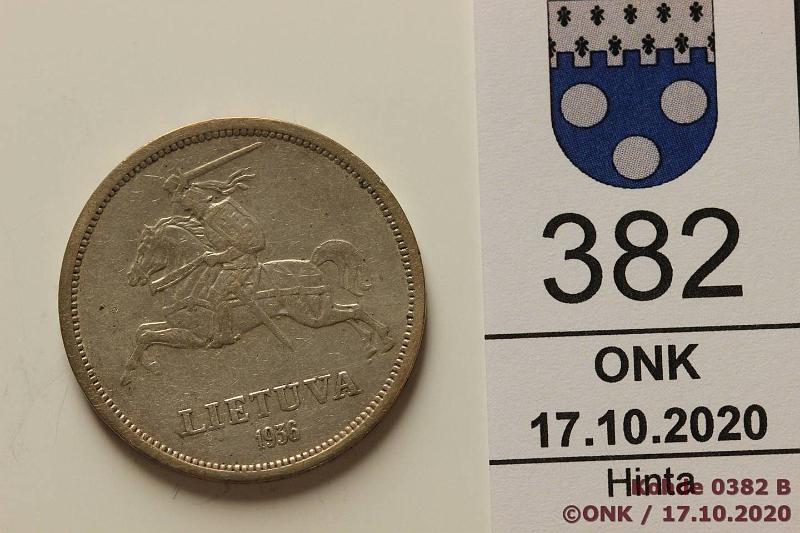 LIETUVA
1936
382
ONK
17.10.2020
Hinta
Kohde 0382 B
©ONK / 17.10.2020